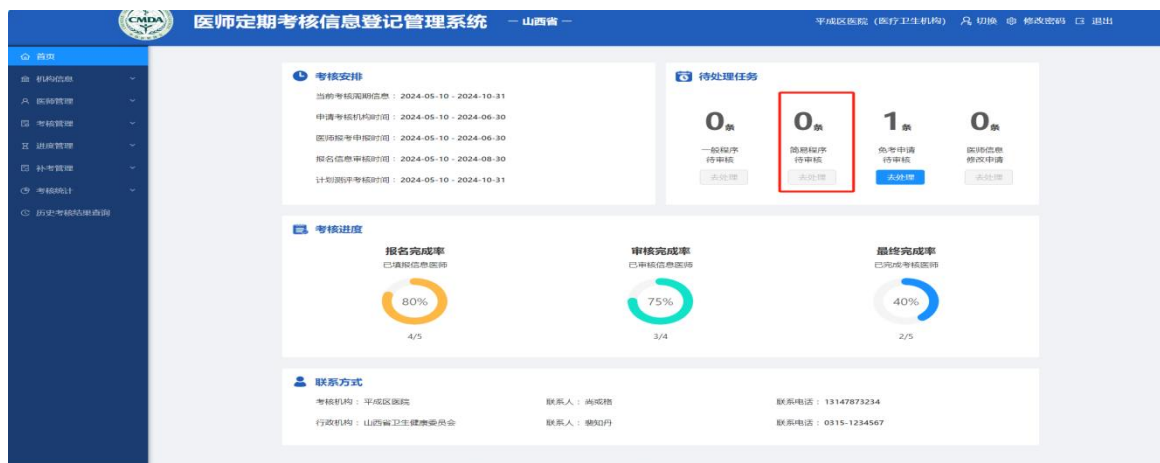 CMDA 医师定期考核信息登记管理系统 — 山西省 — 平成区医院 (医疗卫生机构) 切换 修改密码 退出
首页
机构信息
医师管理
考核管理
进度管理
补考管理
考核统计
历史考核结果查询
考核安排
当前考核周期信息： 2024-05-10 - 2024-10-31
申请考核机构时间： 2024-05-10 - 2024-06-30
医师报考申报时间： 2024-05-10 - 2024-06-30
报名信息审核时间： 2024-05-10 - 2024-08-30
计划测评考核时间： 2024-05-10 - 2024-10-31
待处理任务
0条 0条 1条 0条
一般程序 简易程序 免考申请 医师信息
待审核 待审核 待审核 修改申请
去处理 去处理 去处理 去处理
考核进度
报名完成率 审核完成率 最终完成率
已填报信息医师 已审核信息医师 已完成考核医师
80% 75% 40%
4/5 3/4 2/5
联系方式
考核机构： 平成区医院 联系人： 尚成楷 联系电话： 13147873234
行政机构： 山西省卫生健康委员会 联系人： 裴知丹 联系电话： 0315-1234567